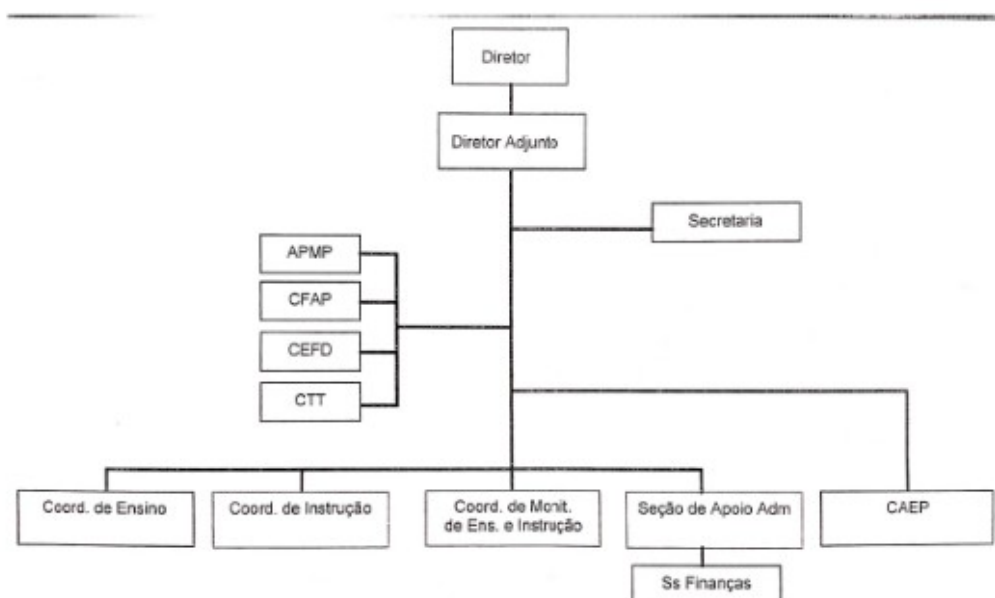 Diretor
Diretor Adjunto
Secretaria
APMP
CFAP
CEFD
CTT
Coord. de Ensino
Coord. de Instrução
Coord. de Monit.
de Ens. e Instrução
Seção de Apoio Adm
CAEP
Ss Finanças